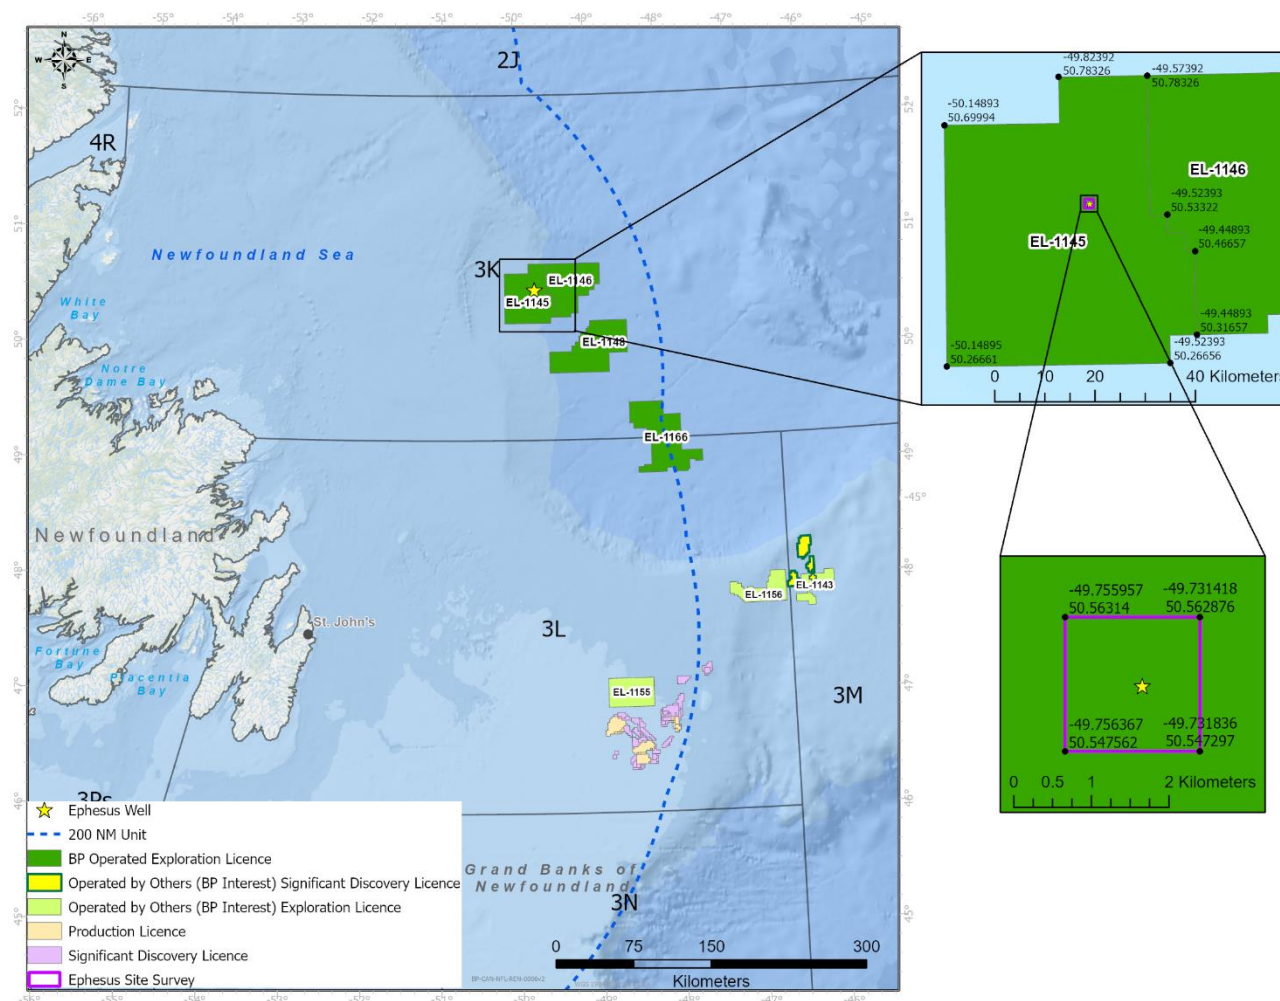 -56°
-55°
-54°
-53°
-52°
-51°
-50°
-49°
-48°
-47°
-46°
-45°
N
W
E
S
2J
52°
52°
4R
51°
51°
Newfoundland Sea
3K
EL-1146
EL-1145
White
Bay
50°
50°
EL-1148
Notre
Dame Bay
EL-1166
49°
49°
-45°
Newfoundland
48°
48°
EL-1143
EL-1156
St. John's
3L
Fortune
Bay
Placentia
Bay
47°
47°
EL-1155
3M
46°
46°
3Ps
Ephesus Well
200 NM Unit
BP Operated Exploration Licence
Operated by Others (BP Interest) Significant Discovery Licence
Operated by Others (BP Interest) Exploration Licence
Production Licence
Significant Discovery Licence
Ephesus Site Survey
Grand Banks of
Newfoundland
3N
45°
45°
0 75 150 300
Kilometers
-49.82392
50.78326
-49.57392
50.78326
-50.14893
50.69994
EL-1146
-49.52393
50.53322
EL-1145
-49.44893
50.46657
-49.44893
50.31657
-50.14895
50.26661
-49.52393
50.26656
0 10 20 40 Kilometers
-49.755957
50.56314
-49.731418
50.562876
-49.756367
50.547562
-49.731836
50.547297
0 0.5 1 2 Kilometers